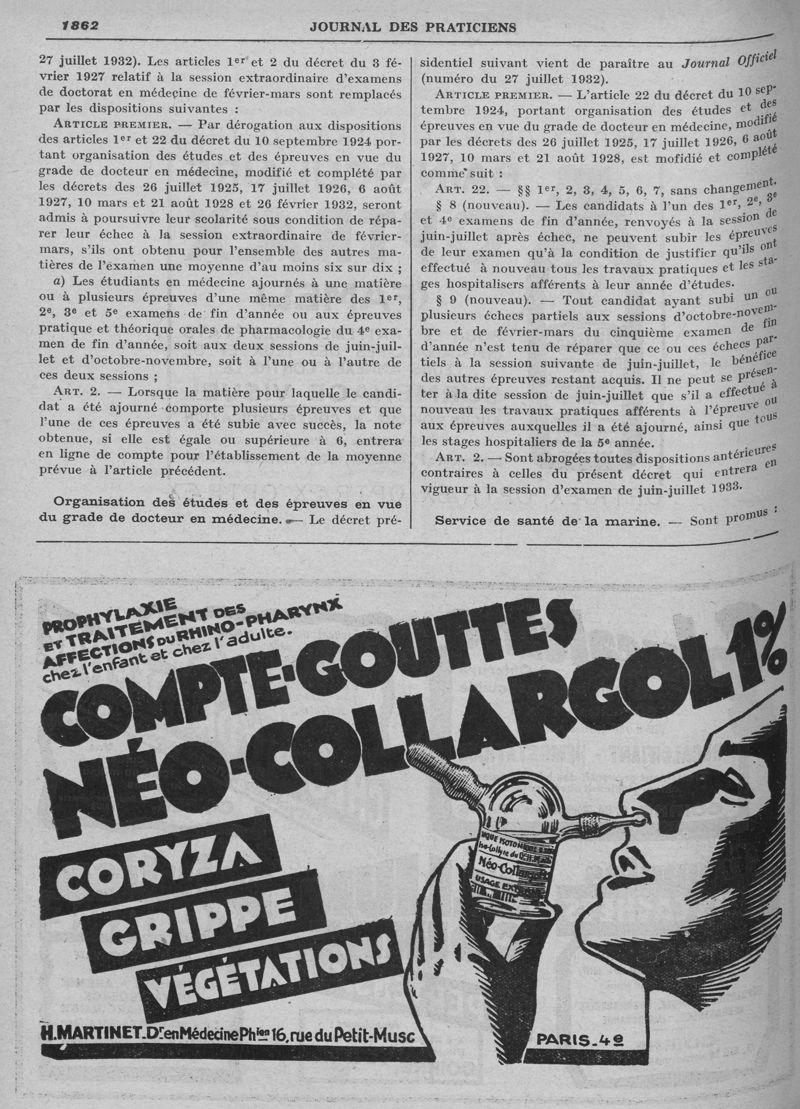 1862
JOURNAL DES PRATICIENS
27 juillet 1932). Les articles 1er et 2 du décret du 3 fé-
vrier 1927 relatif à la session extraordinaire d'examens
de doctorat en médecine de février-mars sont remplacés
par les dispositions suivantes :
ARTICLE PREMIER. — Par dérogation aux dispositions
des articles 1er et 22 du décret du 10 septembre 1924 por-
tant organisation des études et des épreuves en vue du
grade de docteur en médecine, modifié et complété par
les décrets des 26 juillet 1925, 17 juillet 1926, 6 août
1927, 10 mars et 21 août 1928 et 26 février 1932, seront
admis à poursuivre leur scolarité sous condition de répa-
rer leur échec à la session extraordinaire de février-
mars, s'ils ont obtenu pour l'ensemble des autres ma-
tières de l'examen une moyenne d'au moins six sur dix ;
a) Les étudiants en médecine ajournés à une matière
ou à plusieurs épreuves d'une même matière des 1er,
2e, 3e et 5e examens de fin d'année ou aux épreuves
pratique et théorique orales de pharmacologie du 4e exa-
men de fin d'année, soit aux deux sessions de juin-juil-
let et d'octobre-novembre, soit à l'une ou à l'autre de
ces deux sessions ;
ART. 2. — Lorsque la matière pour laquelle le candi-
dat a été ajourné comporte plusieurs épreuves et que
l'une de ces épreuves a été subie avec succès, la note
obtenue, si elle est égale ou supérieure à 6, entrera
en ligne de compte pour l'établissement de la moyenne
prévue à l'article précédent.
Organisation des études et des épreuves en vue
du grade de docteur en médecine. — Le décret pré-
sidentiel suivant vient de paraître au Journal Officiel
(numéro du 27 juillet 1932).
ARTICLE PREMIER. — L'article 22 du décret du 10 sep-
tembre 1924, portant organisation des études et des
épreuves en vue du grade de docteur en médecine, modifié
par les décrets des 26 juillet 1925, 17 juillet 1926, 6 août
1927, 10 mars et 21 août 1928, est mofidié et complété
comme suit :
ART. 22. — §§ 1er, 2, 3, 4, 5, 6, 7, sans changement.
§ 8 (nouveau). — Les candidats à l'un des 1er, 2e, 3e
et 4e examens de fin d'année, renvoyés à la session de
juin-juillet après échec, ne peuvent subir les épreuves
de leur examen qu'à la condition de justifier qu'ils ont
effectué à nouveau tous les travaux pratiques et les sta-
ges hospitalisers afférents à leur année d'études.
§ 9 (nouveau). — Tout candidat ayant subi un ou
plusieurs échecs partiels aux sessions d'octobre-novem-
bre et de février-mars du cinquième examen de fin
d'année n'est tenu de réparer que ce ou ces échecs par-
tiels à la session suivante de juin-juillet, le bénéfice
des autres épreuves restant acquis. Il ne peut se présen-
ter à la dite session de juin-juillet que s'il a effectué à
nouveau les travaux pratiques afférents à l'épreuve ou
aux épreuves auxquelles il a été ajourné, ainsi que tous
les stages hospitaliers de la 5e année.
ART. 2. — Sont abrogées toutes dispositions antérieures
contraires à celles du présent décret qui entrera en
vigueur à la session d'examen de juin-juillet 1933.
Service de santé de la marine. — Sont promus :
PROPHYLAXIE
ET TRAITEMENT DES
AFFECTIONS DU RHINO-PHARYNX
chez l'enfant et chez l'adulte.
COMPTE-GOUTTES
NÉO-COLLARGOL 1%
Néo-Collargol
USAGE EXTERNE
CORYZA
GRIPPE
VÉGÉTATIONS
H. MARTINET_Dr en Médecine Phien 16, rue du Petit-Musc
PARIS_4e